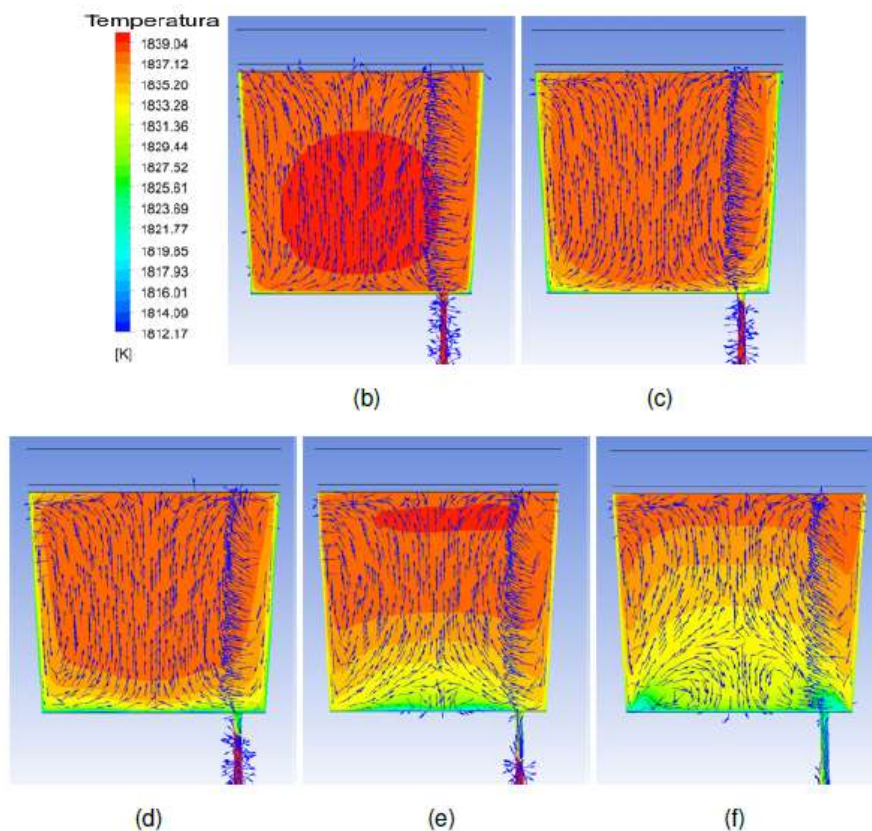 Temperatura
1839.04
1837.12
1835.20
1833.28
1831.36
1829.44
1827.52
1825.61
1823.69
1821.77
1819.85
1817.93
1816.01
1814.09
1812.17
[K]
(b)
(c)
(d)
(e)
(f)